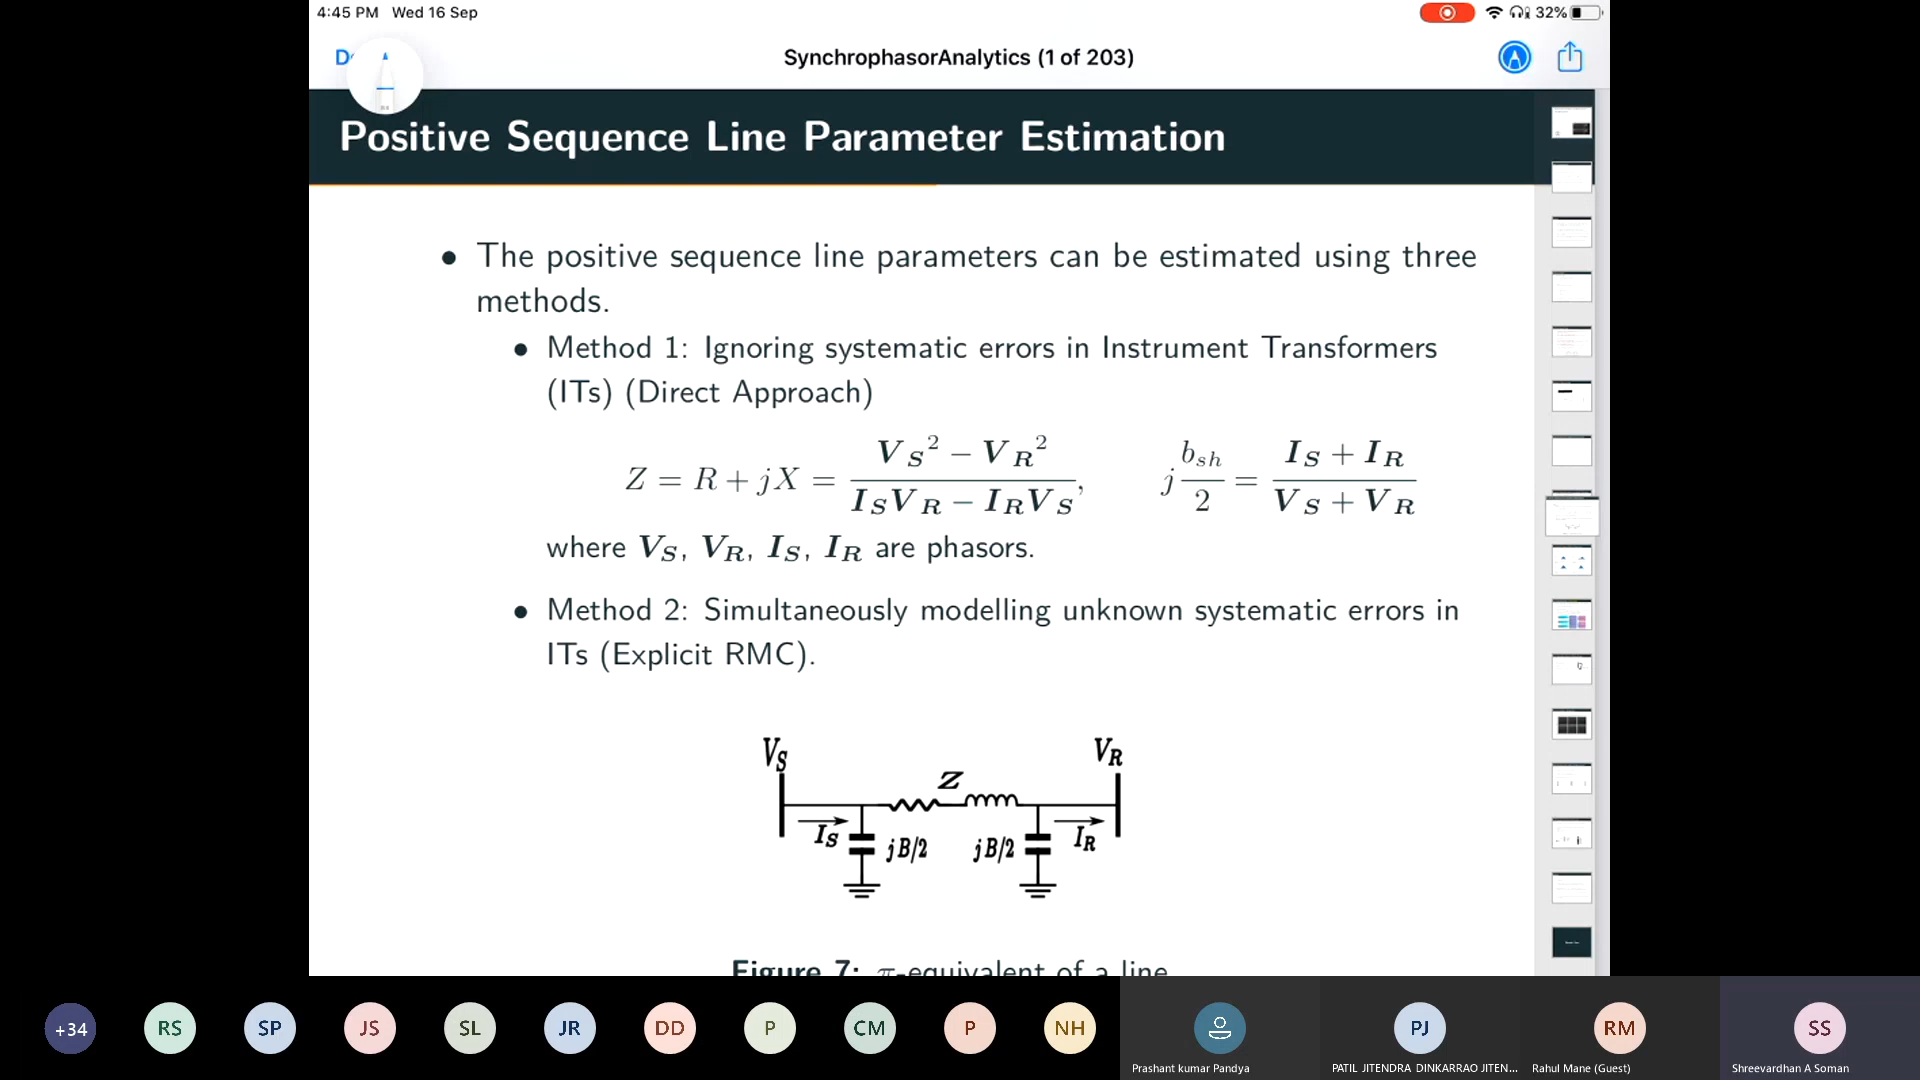 4:45 PM Wed 16 Sep
32%
SynchrophasorAnalytics (1 of 203)
Positive Sequence Line Parameter Estimation
• The positive sequence line parameters can be estimated using three
methods.
• Method 1: Ignoring systematic errors in Instrument Transformers
(ITs) (Direct Approach)
Z = R + jX = (V_S² − V_R²) / (I_S V_R − I_R V_S), j b_sh/2 = (I_S + I_R) / (V_S + V_R)
where V_S, V_R, I_S, I_R are phasors.
• Method 2: Simultaneously modelling unknown systematic errors in
ITs (Explicit RMC).
V_S
V_R
Z
I_S
jB/2
jB/2
I_R
Figure 7: π-equivalent of a line
+34
RS
SP
JS
SL
JR
DD
P
CM
P
NH
Prashant kumar Pandya
PJ
PATIL JITENDRA DINKARRAO JITEN...
RM
Rahul Mane (Guest)
SS
Shreevardhan A Soman